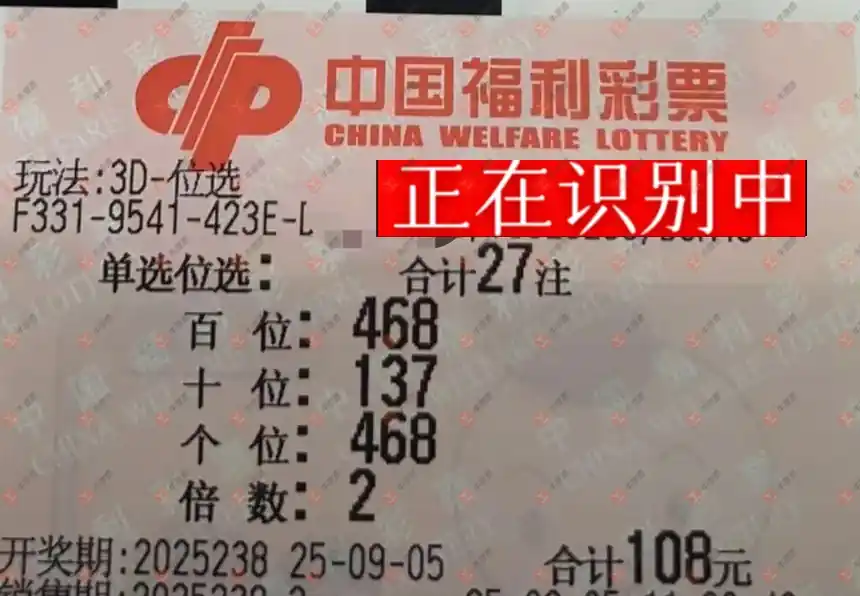 中国福利彩票
CHINA WELFARE LOTTERY
玩法:3D-位选
正在识别中
F331-9541-423E-
单选位选: 合计27注
百 位: 468
十 位: 137
个 位: 468
倍 数: 2
开奖期:2025238 25-09-05 合计108元